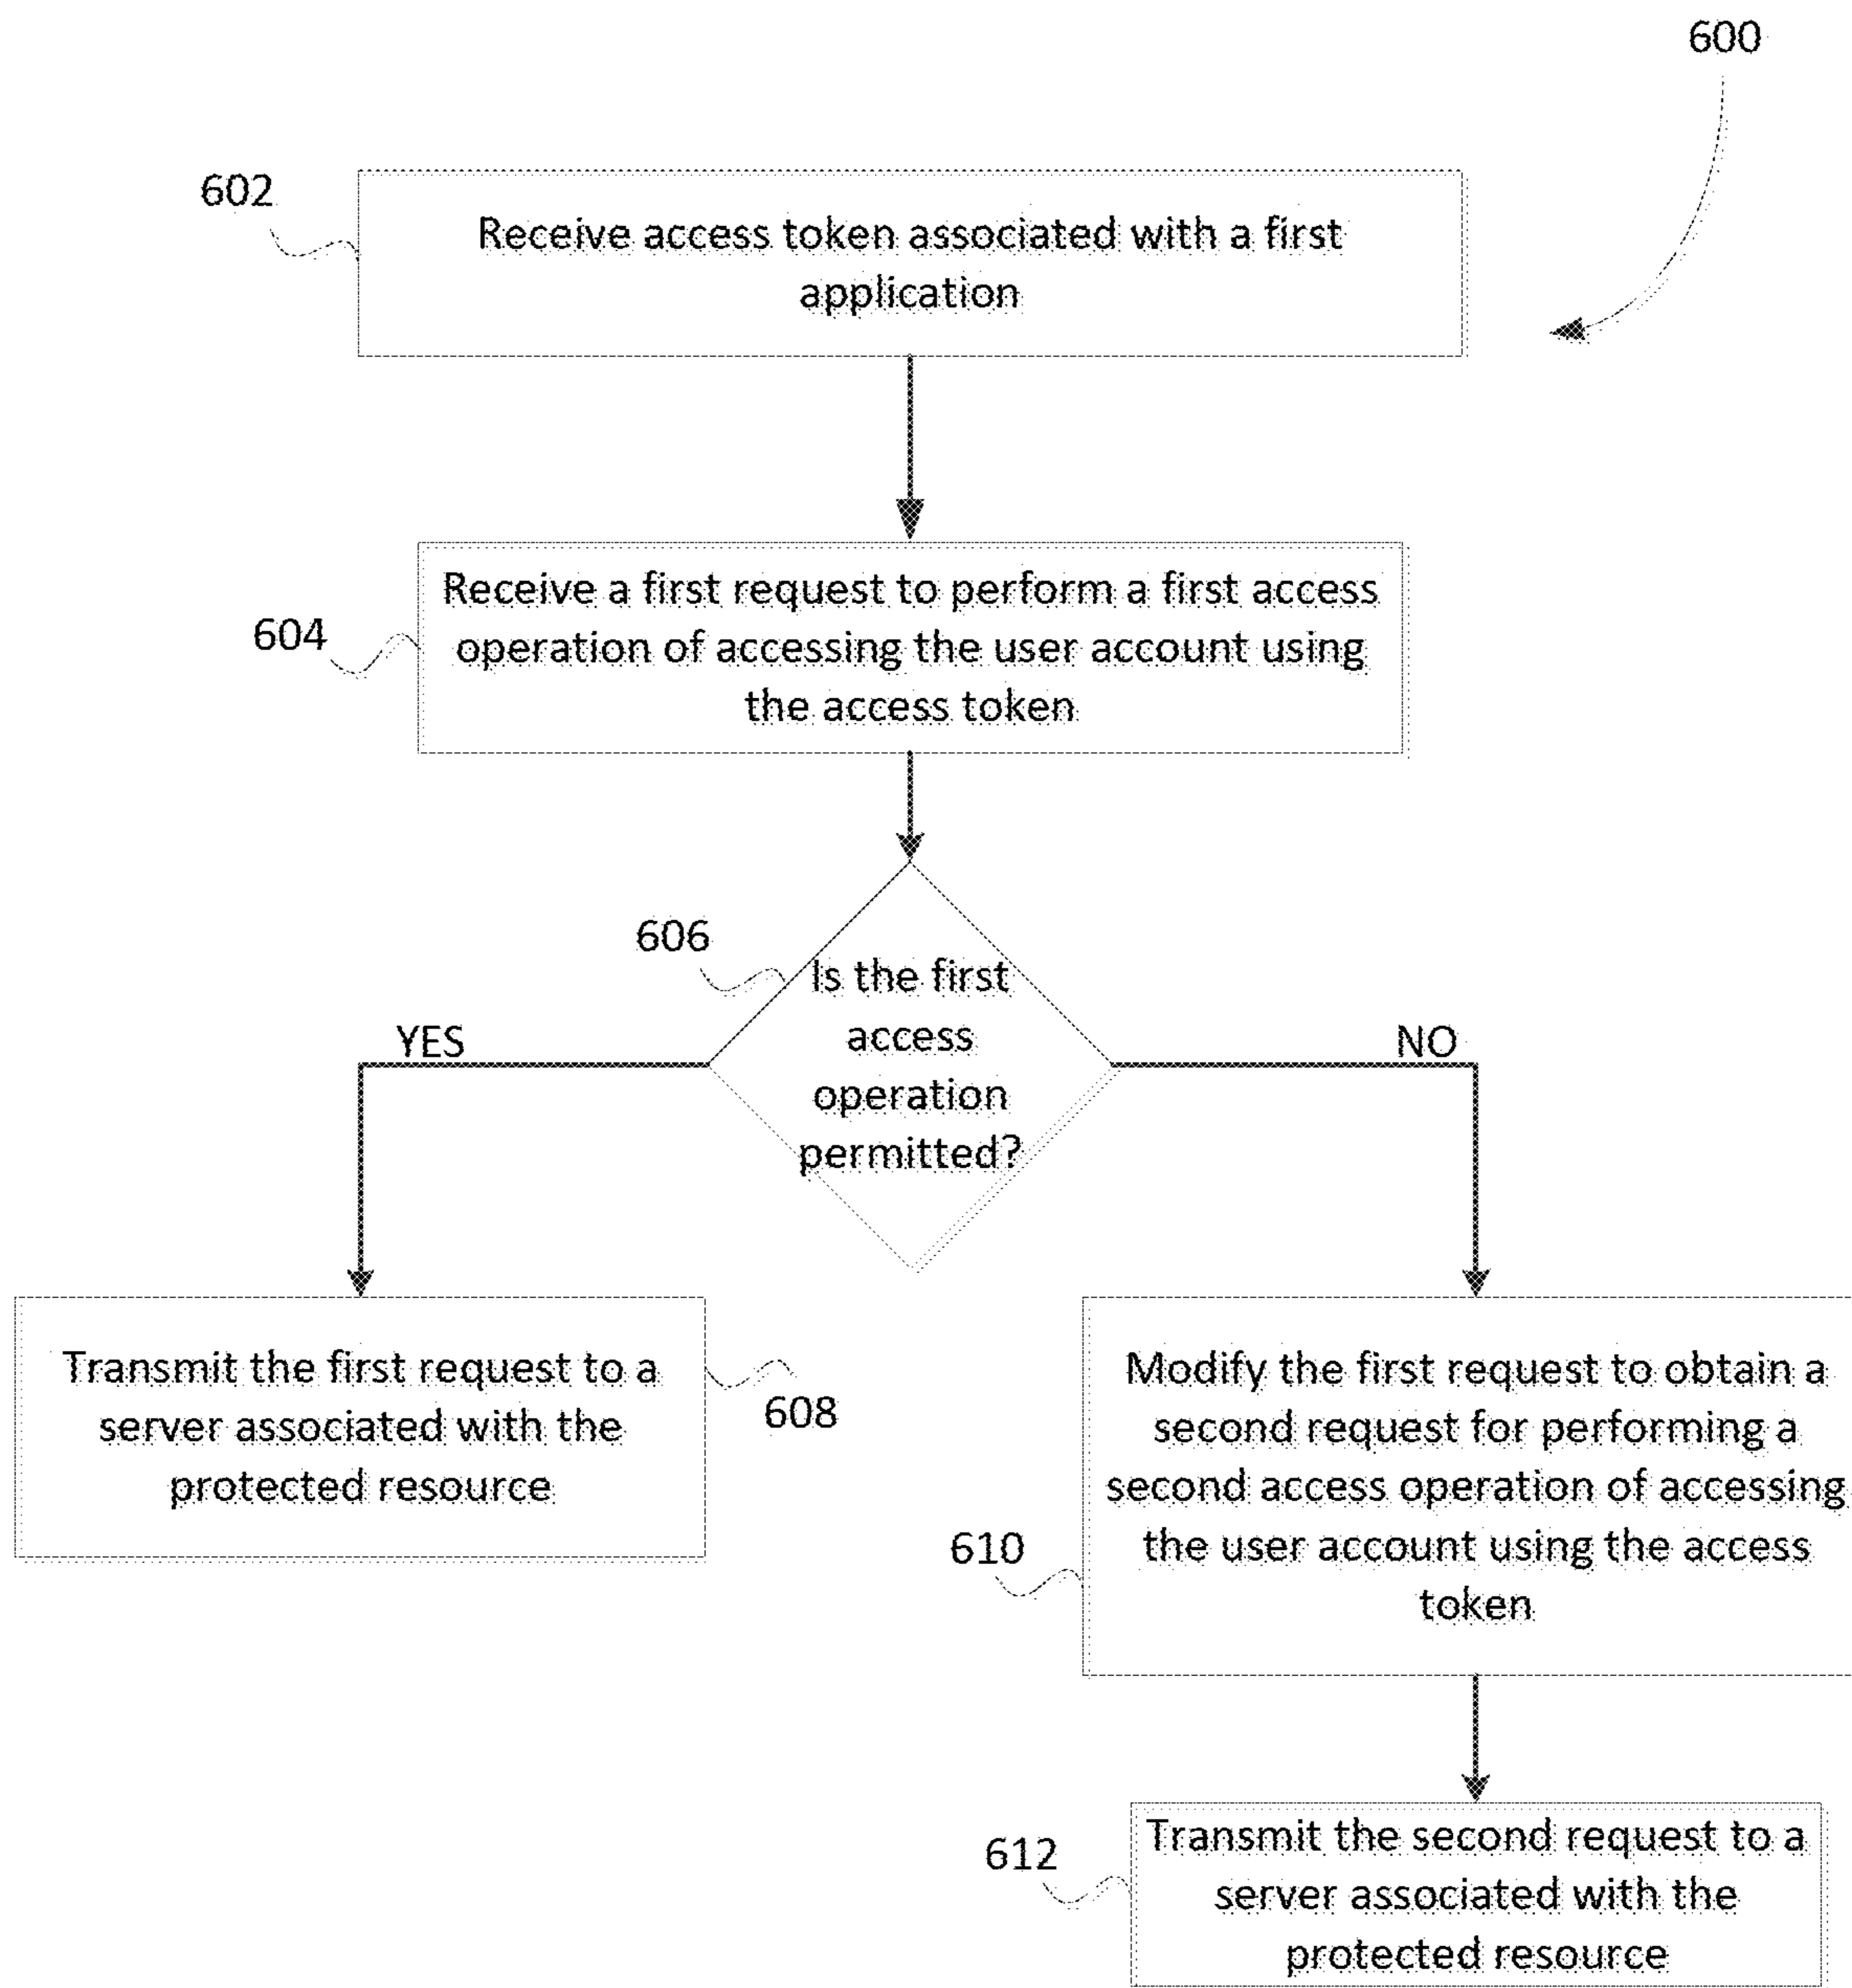 600
602
Receive access token associated with a first
application
604
Receive a first request to perform a first access
operation of accessing the user account using
the access token
606
Is the first
access
operation
permitted?
YES
NO
Transmit the first request to a
server associated with the
protected resource
608
Modify the first request to obtain a
second request for performing a
second access operation of accessing
the user account using the access
token
610
612
Transmit the second request to a
server associated with the
protected resource